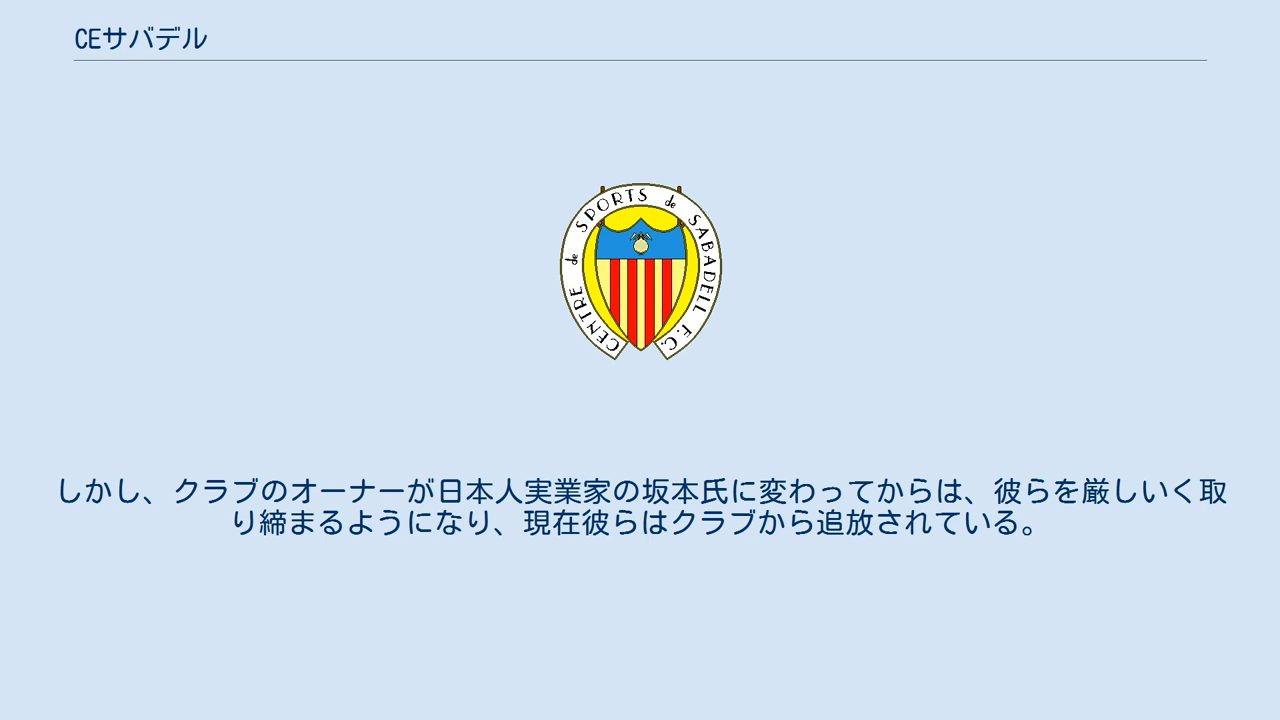 CEサバデル
CENTRE de SPORTS de SABADELL F.C.
しかし、クラブのオーナーが日本人実業家の坂本氏に変わってからは、彼らを厳しいく取
り締まるようになり、現在彼らはクラブから追放されている。